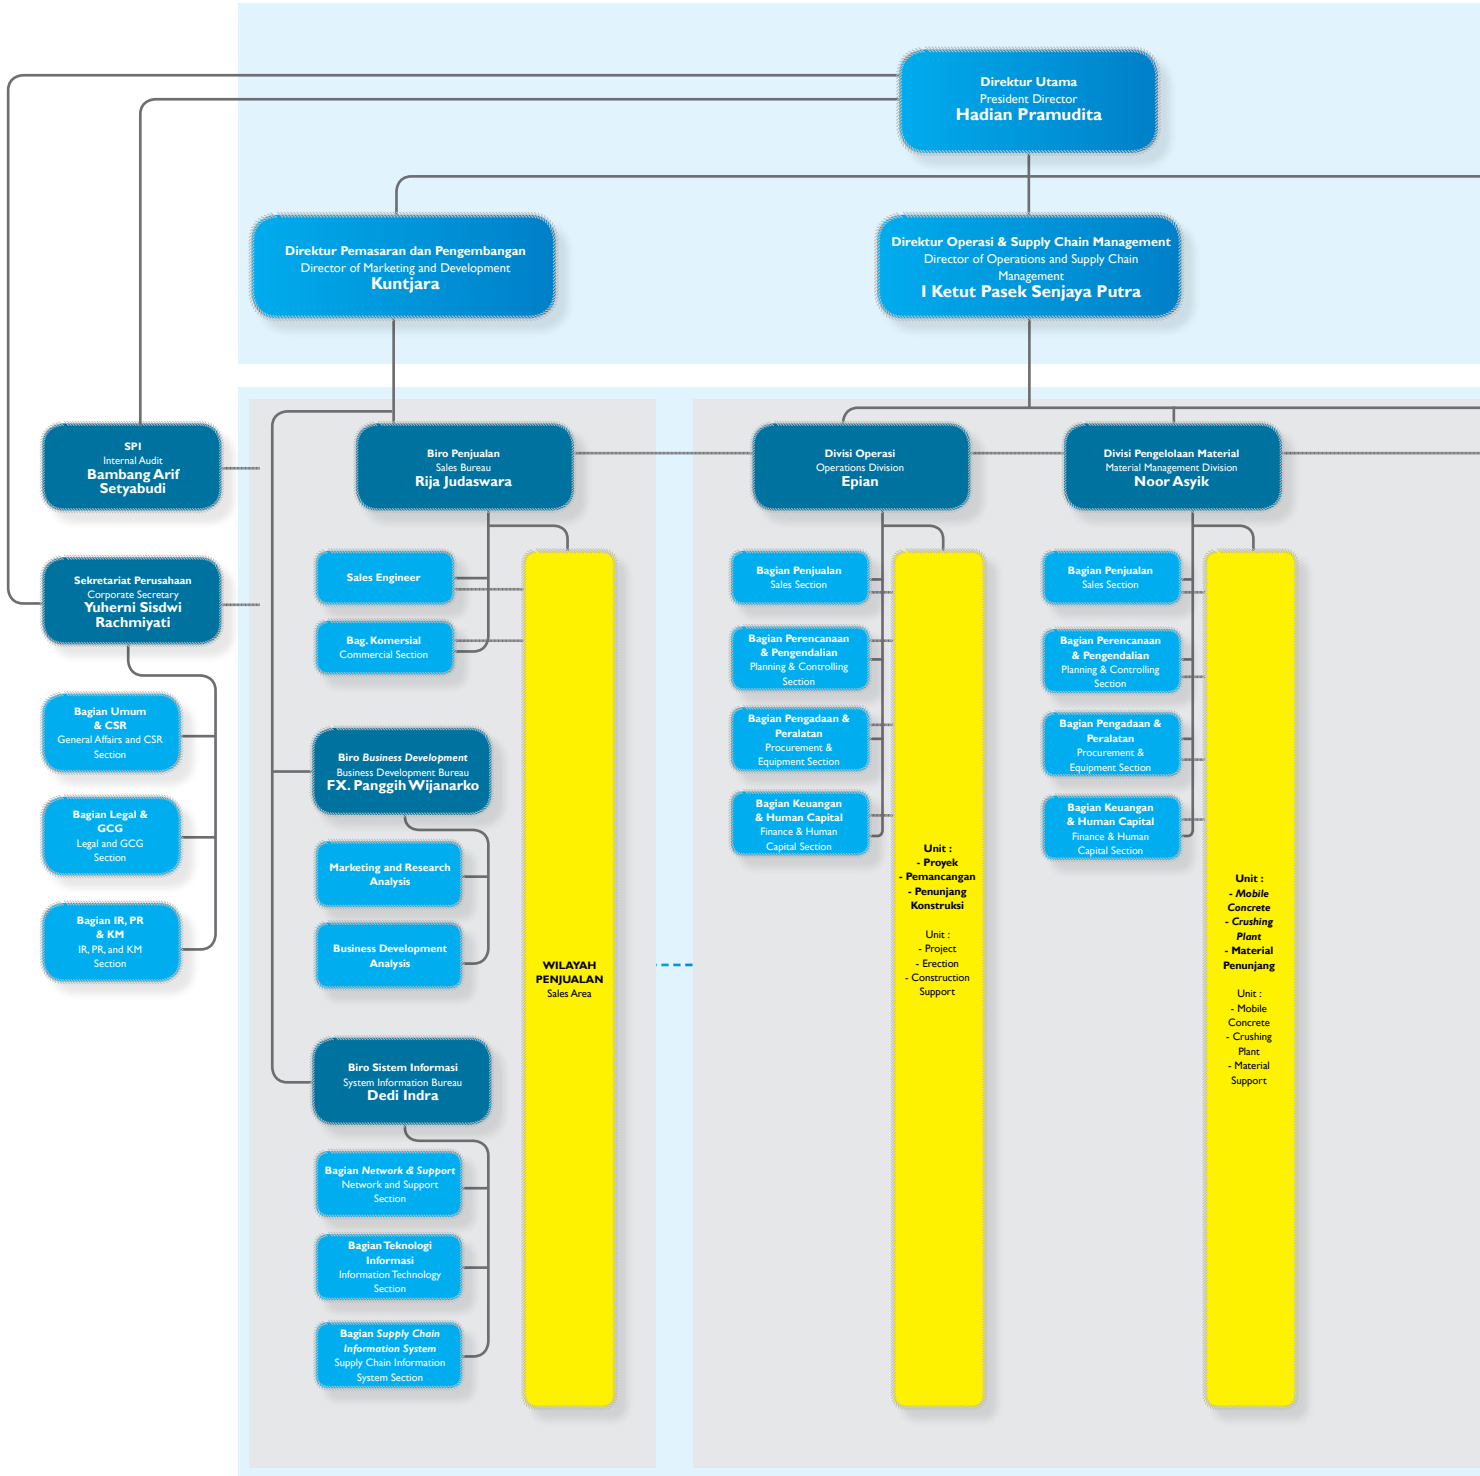 Direktur Utama
President Director
Hadian Pramudita
Direktur Pemasaran dan Pengembangan
Director of Marketing and Development
Kuntjara
Direktur Operasi & Supply Chain Management
Director of Operations and Supply Chain
Management
I Ketut Pasek Senjaya Putra
SPI
Internal Audit
Bambang Arif
Setyabudi
Sekretariat Perusahaan
Corporate Secretary
Yuherni Sisdwi
Rachmiyati
Bagian Umum
& CSR
General Affairs and CSR
Section
Bagian Legal &
GCG
Legal and GCG
Section
Bagian IR, PR
& KM
IR, PR, and KM
Section
Biro Penjualan
Sales Bureau
Rija Judaswara
Sales Engineer
Bag. Komersial
Commercial Section
Biro Business Development
Business Development Bureau
FX. Panggih Wijanarko
Marketing and Research
Analysis
Business Development
Analysis
Biro Sistem Informasi
System Information Bureau
Dedi Indra
Bagian Network & Support
Network and Support
Section
Bagian Teknologi
Informasi
Information Technology
Section
Bagian Supply Chain
Information System
Supply Chain Information
System Section
WILAYAH
PENJUALAN
Sales Area
Divisi Operasi
Operations Division
Epian
Bagian Penjualan
Sales Section
Bagian Perencanaan
& Pengendalian
Planning & Controlling
Section
Bagian Pengadaan &
Peralatan
Procurement &
Equipment Section
Bagian Keuangan
& Human Capital
Finance & Human
Capital Section
Unit :
- Proyek
- Pemancangan
- Penunjang
Konstruksi
Unit :
- Project
- Erection
- Construction
Support
Divisi Pengelolaan Material
Material Management Division
Noor Asyik
Bagian Penjualan
Sales Section
Bagian Perencanaan
& Pengendalian
Planning & Controlling
Section
Bagian Pengadaan &
Peralatan
Procurement &
Equipment Section
Bagian Keuangan
& Human Capital
Finance & Human
Capital Section
Unit :
- Mobile
Concrete
- Crushing
Plant
- Material
Penunjang
Unit :
- Mobile
Concrete
- Crushing
Plant
- Material
Support